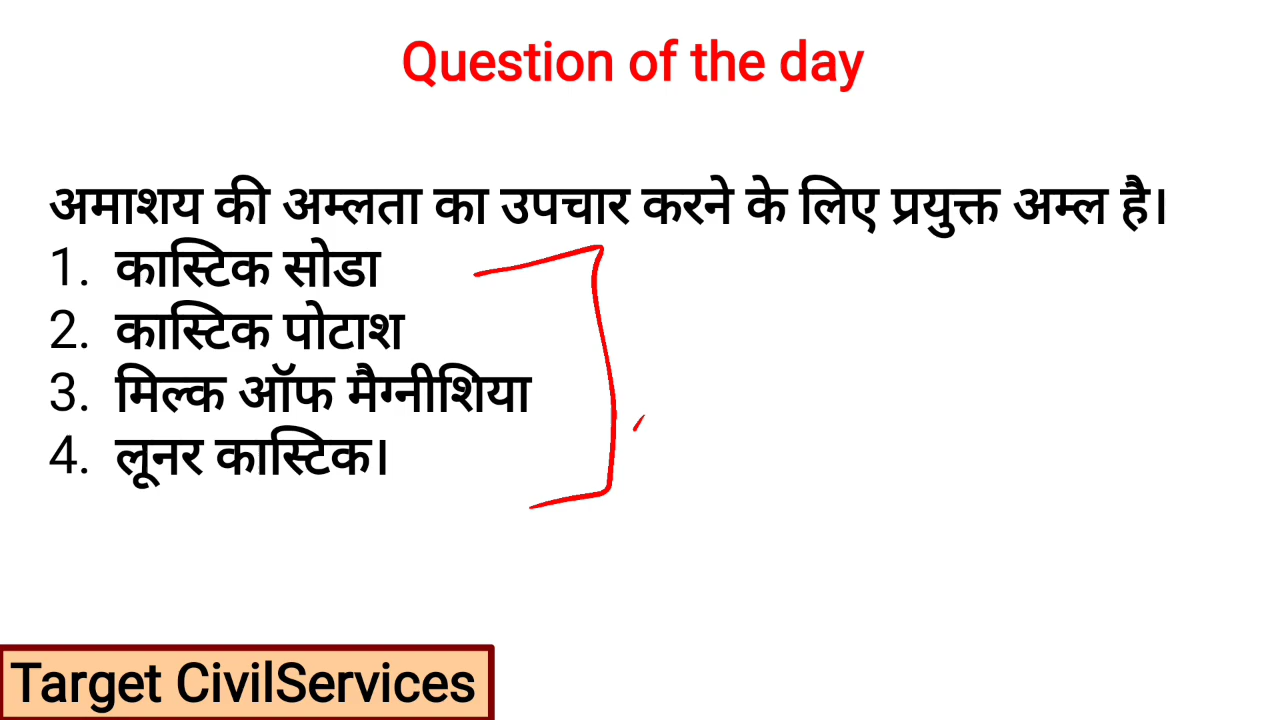 Question of the day
अमाशय की अम्लता का उपचार करने के लिए प्रयुक्त अम्ल है।
1. कास्टिक सोडा
2. कास्टिक पोटाश
3. मिल्क ऑफ मैग्नीशिया
4. लूनर कास्टिक।
Target CivilServices